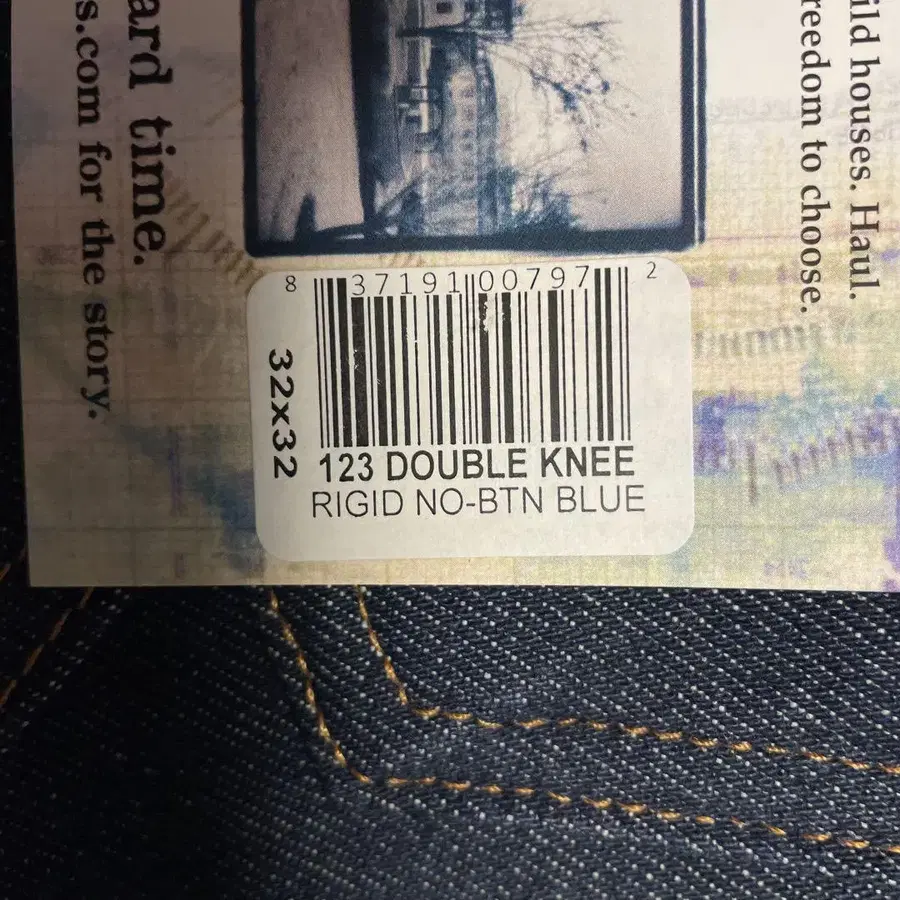 ild houses. Haul.
reedom to choose.
ard time.
s.com for the story.
8 37191 00797 2
32x32
123 DOUBLE KNEE
RIGID NO-BTN BLUE